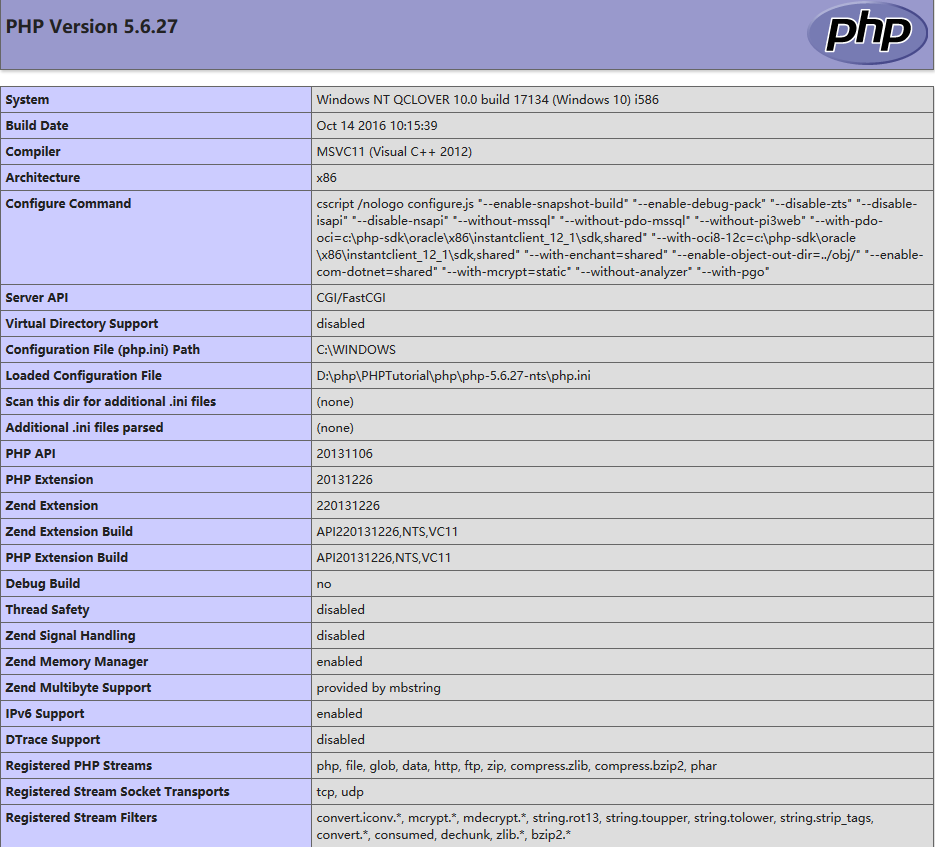 PHP Version 5.6.27
php
System Windows NT QCLOVER 10.0 build 17134 (Windows 10) i586
Build Date Oct 14 2016 10:15:39
Compiler MSVC11 (Visual C++ 2012)
Architecture x86
Configure Command cscript /nologo configure.js "--enable-snapshot-build" "--enable-debug-pack" "--disable-zts" "--disable-
isapi" "--disable-nsapi" "--without-mssql" "--without-pdo-mssql" "--without-pi3web" "--with-pdo-
oci=c:\php-sdk\oracle\x86\instantclient_12_1\sdk,shared" "--with-oci8-12c=c:\php-sdk\oracle
\x86\instantclient_12_1\sdk,shared" "--with-enchant=shared" "--enable-object-out-dir=../obj/" "--enable-
com-dotnet=shared" "--with-mcrypt=static" "--without-analyzer" "--with-pgo"
Server API CGI/FastCGI
Virtual Directory Support disabled
Configuration File (php.ini) Path C:\WINDOWS
Loaded Configuration File D:\php\PHPTutorial\php\php-5.6.27-nts\php.ini
Scan this dir for additional .ini files (none)
Additional .ini files parsed (none)
PHP API 20131106
PHP Extension 20131226
Zend Extension 220131226
Zend Extension Build API220131226,NTS,VC11
PHP Extension Build API20131226,NTS,VC11
Debug Build no
Thread Safety disabled
Zend Signal Handling disabled
Zend Memory Manager enabled
Zend Multibyte Support provided by mbstring
IPv6 Support enabled
DTrace Support disabled
Registered PHP Streams php, file, glob, data, http, ftp, zip, compress.zlib, compress.bzip2, phar
Registered Stream Socket Transports tcp, udp
Registered Stream Filters convert.iconv.*, mcrypt.*, mdecrypt.*, string.rot13, string.toupper, string.tolower, string.strip_tags,
convert.*, consumed, dechunk, zlib.*, bzip2.*